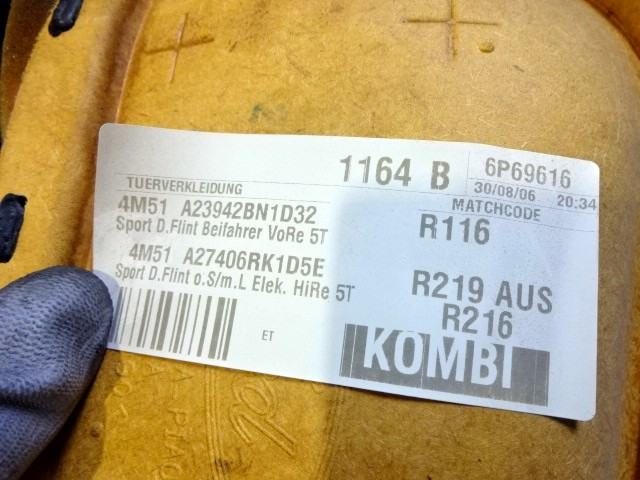 1164 B 6P69616
TUERVERKLEIDUNG 30/08/06 20:34
4M51 A23942BN1D32 MATCHCODE
Sport D.Flint Beifahrer VoRe 5T R116
4M51 A27406RK1D5E
Sport D.Flint o.S/m.L Elek. HiRe 5T R219 AUS
R216
ET KOMBI